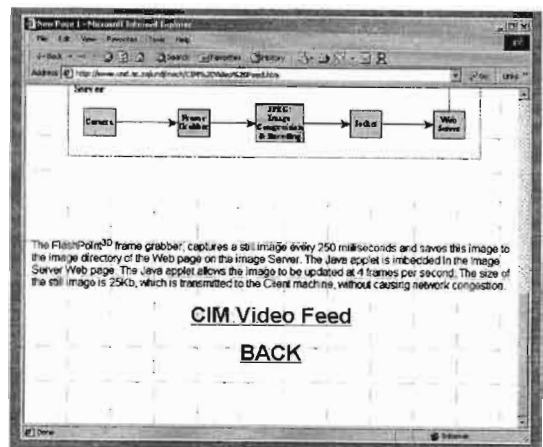 New Page 1 - Microsoft Internet Explorer
File Edit View Favorites Tools Help
Back Search Favorites History
Address Go Links »
Server
Camera
Frame
Grabber
JPEG:
Image
Compression
& Encoding
Socket
Web
Server
The FlashPoint3D frame grabber, captures a still image every 250 milliseconds and saves this image to
the image directory of the Web page on the image Server. The Java applet is imbedded in the Image
Server Web page. The Java applet allows the image to be updated at 4 frames per second. The size of
the still image is 25Kb, which is transmitted to the Client machine, without causing network congestion.
CIM Video Feed
BACK
Done Internet